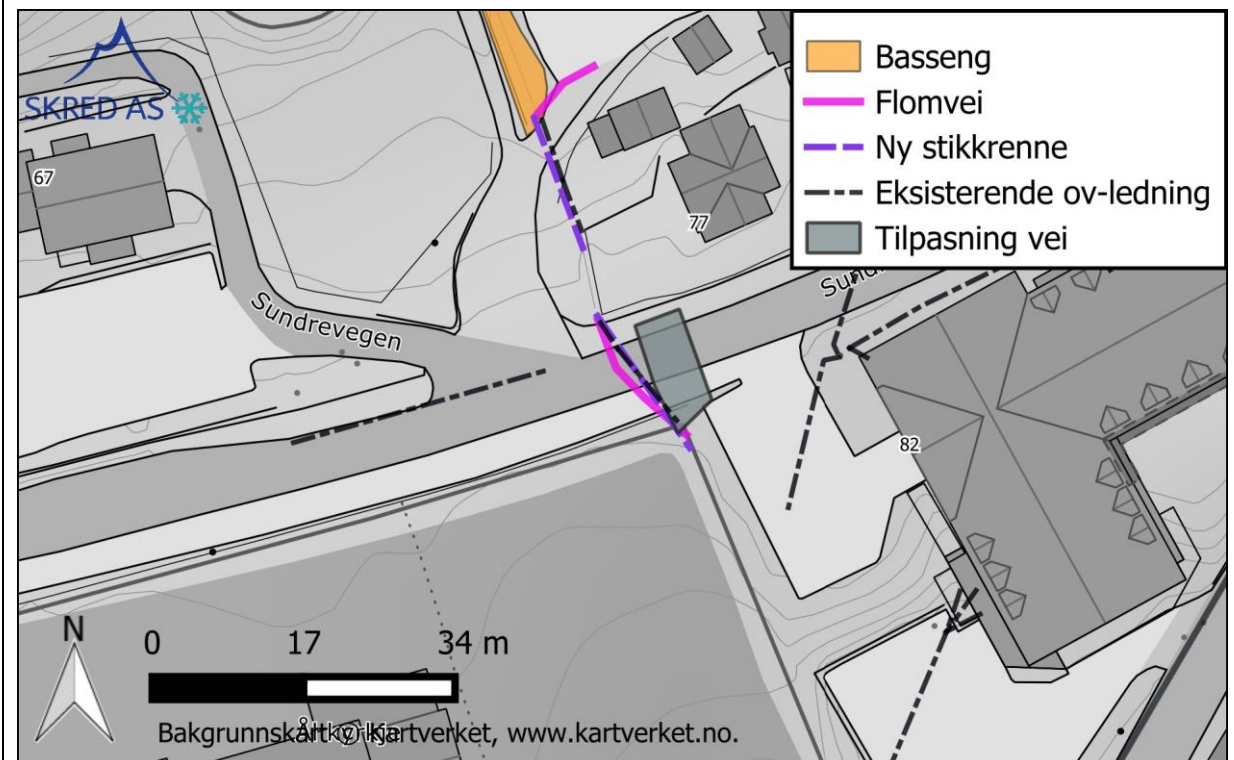 SKRED AS
Basseng
Flomvei
Ny stikkrenne
Eksisterende ov-ledning
Tilpasning vei
67
77
Sundrevegen
82
N
0 17 34 m
Bakgrunnskart © Kartverket, www.kartverket.no.